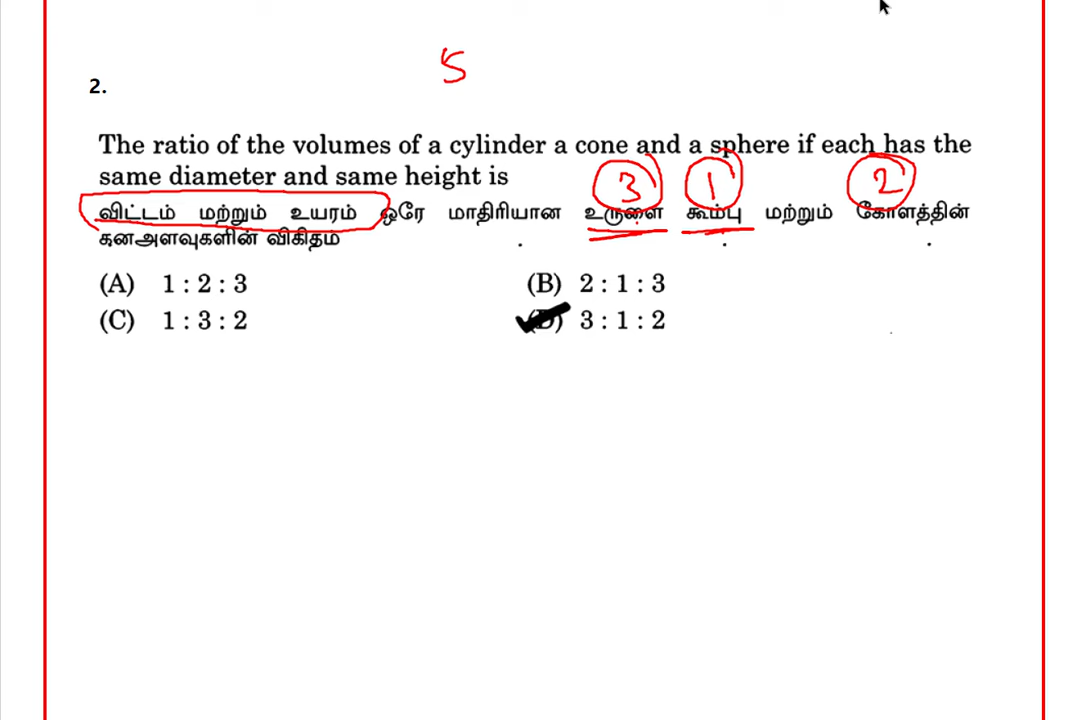 5
2.
The ratio of the volumes of a cylinder a cone and a sphere if each has the
same diameter and same height is
3 1 2
விட்டம் மற்றும் உயரம் ஒரே மாதிரியான உருளை கூம்பு மற்றும் கோளத்தின்
கனஅளவுகளின் விகிதம்
(A) 1 : 2 : 3 (B) 2 : 1 : 3
(C) 1 : 3 : 2 (D) 3 : 1 : 2